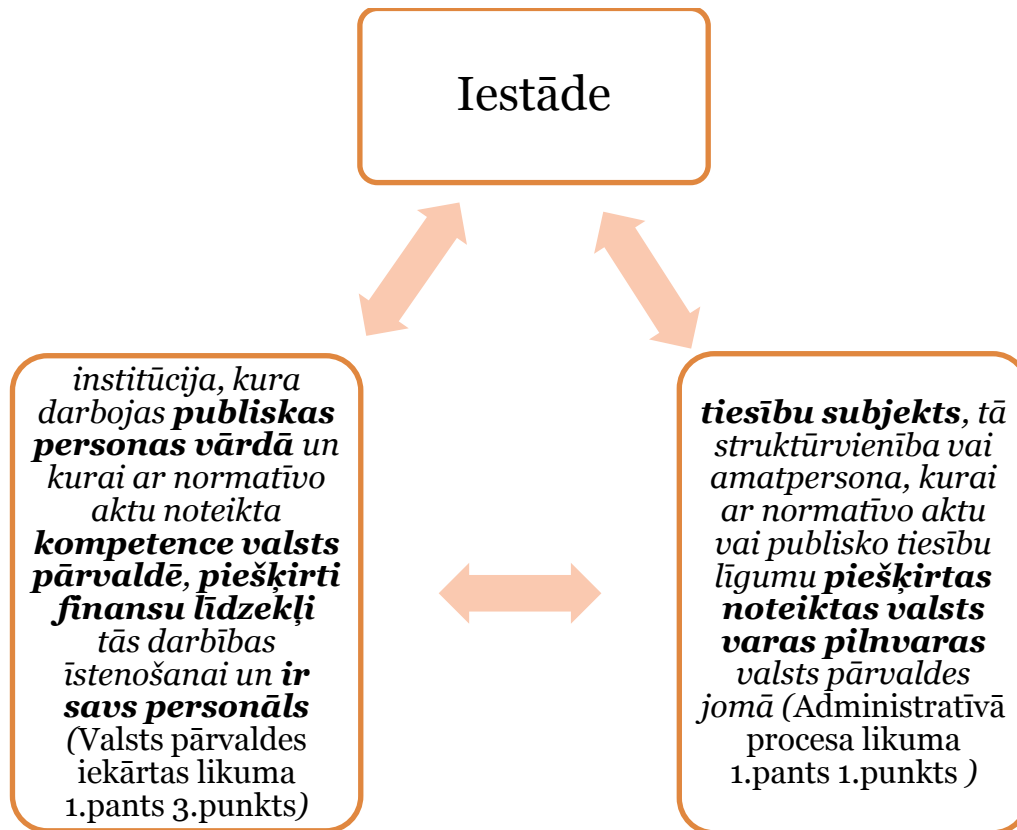 Iestāde
institūcija, kura
darbojas publiskas
personas vārdā un
kurai ar normatīvo
aktu noteikta
kompetence valsts
pārvaldē, piešķirti
finansu līdzekļi
tās darbības
īstenošanai un ir
savs personāls
(Valsts pārvaldes
iekārtas likuma
1.pants 3.punkts)
tiesību subjekts, tā
struktūrvienība vai
amatpersona, kurai
ar normatīvo aktu
vai publisko tiesību
līgumu piešķirtas
noteiktas valsts
varas pilnvaras
valsts pārvaldes
jomā (Administratīvā
procesa likuma
1.pants 1.punkts )